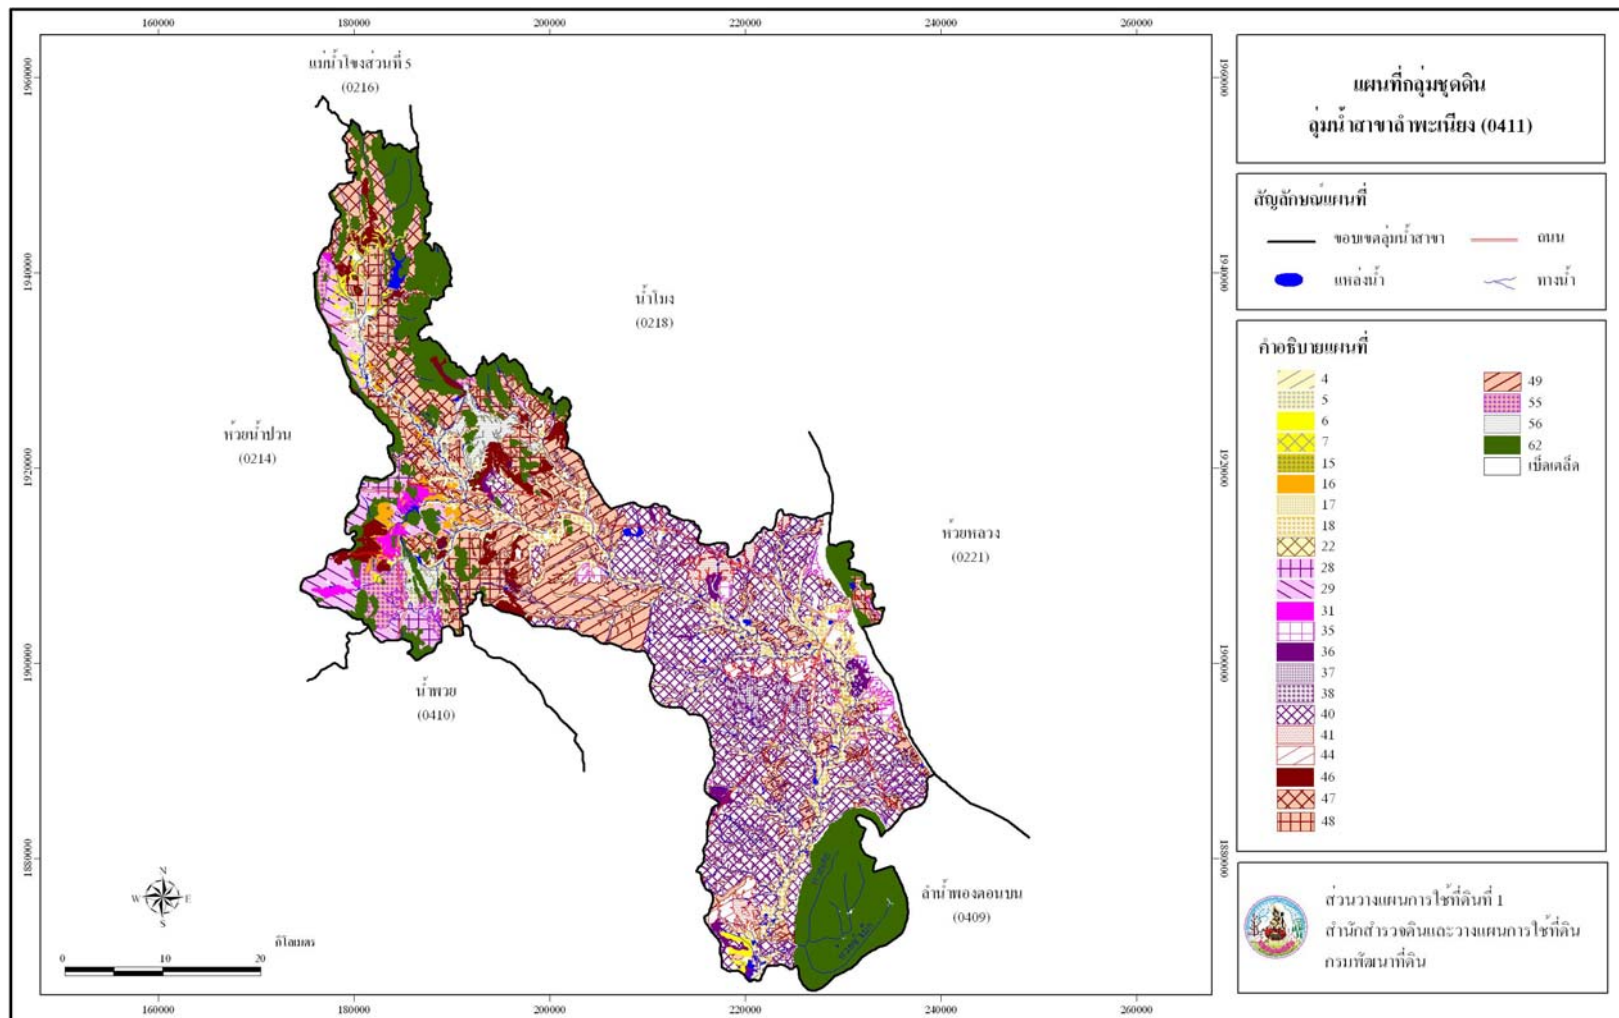 160000 180000 200000 220000 240000 260000
แม่น้ำโขงส่วนที่ 5
(0216)
1960000
1960000
แผนที่กลุ่มชุดดิน
ลุ่มน้ำสาขาลำพะเนียง (0411)
สัญลักษณ์แผนที่
ขอบเขตลุ่มน้ำสาขา
ถนน
แหล่งน้ำ
ทางน้ำ
1940000
1940000
น้ำโมง
(0218)
คำอธิบายแผนที่
4
5
6
7
15
16
17
18
22
28
29
31
35
36
37
38
40
41
44
46
47
48
49
55
56
62
เบ็ดเตล็ด
ห้วยน้ำปวน
(0214)
1920000
1920000
ห้วยหลวง
(0221)
1900000
1900000
น้ำพวย
(0410)
1880000
1880000
ลำน้ำพองตอนบน
(0409)
N
W E
S
กิโลเมตร
0 10 20
ส่วนวางแผนการใช้ที่ดินที่ 1
สำนักสำรวจดินและวางแผนการใช้ที่ดิน
กรมพัฒนาที่ดิน
160000 180000 200000 220000 240000 260000